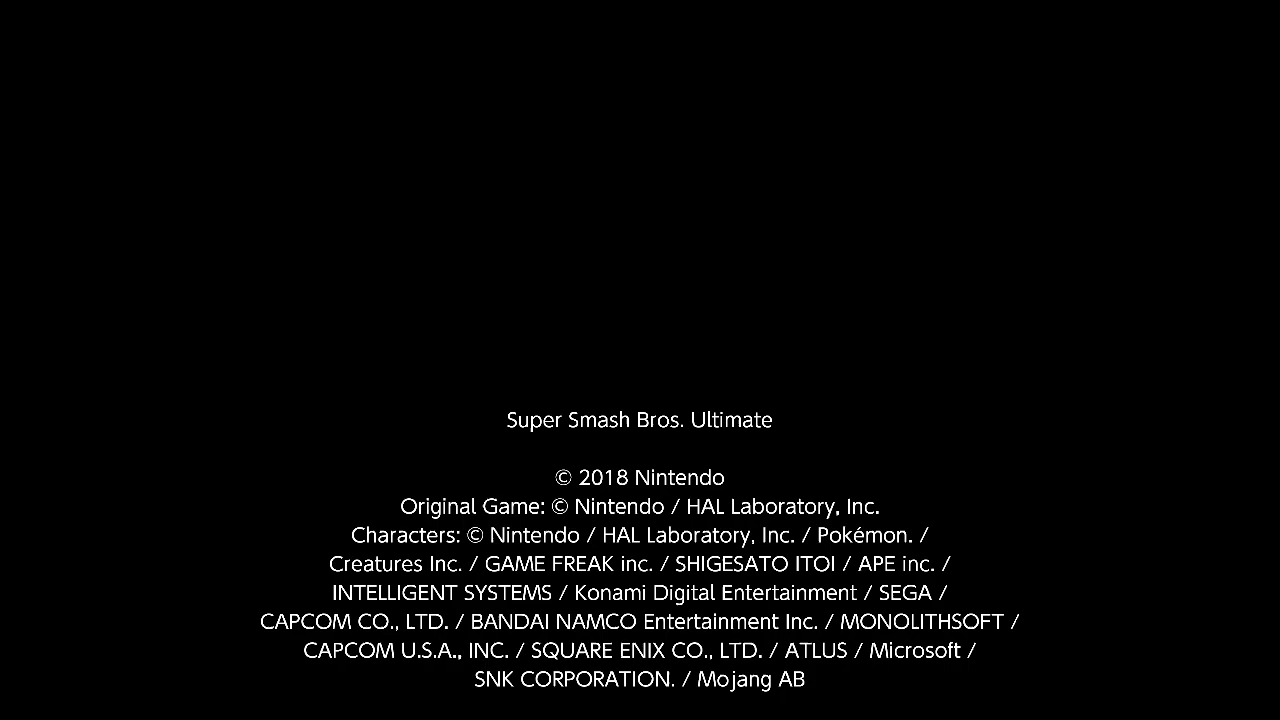 Super Smash Bros. Ultimate
© 2018 Nintendo
Original Game: © Nintendo / HAL Laboratory, Inc.
Characters: © Nintendo / HAL Laboratory, Inc. / Pokémon. /
Creatures Inc. / GAME FREAK inc. / SHIGESATO ITOI / APE inc. /
INTELLIGENT SYSTEMS / Konami Digital Entertainment / SEGA /
CAPCOM CO., LTD. / BANDAI NAMCO Entertainment Inc. / MONOLITHSOFT /
CAPCOM U.S.A., INC. / SQUARE ENIX CO., LTD. / ATLUS / Microsoft /
SNK CORPORATION. / Mojang AB